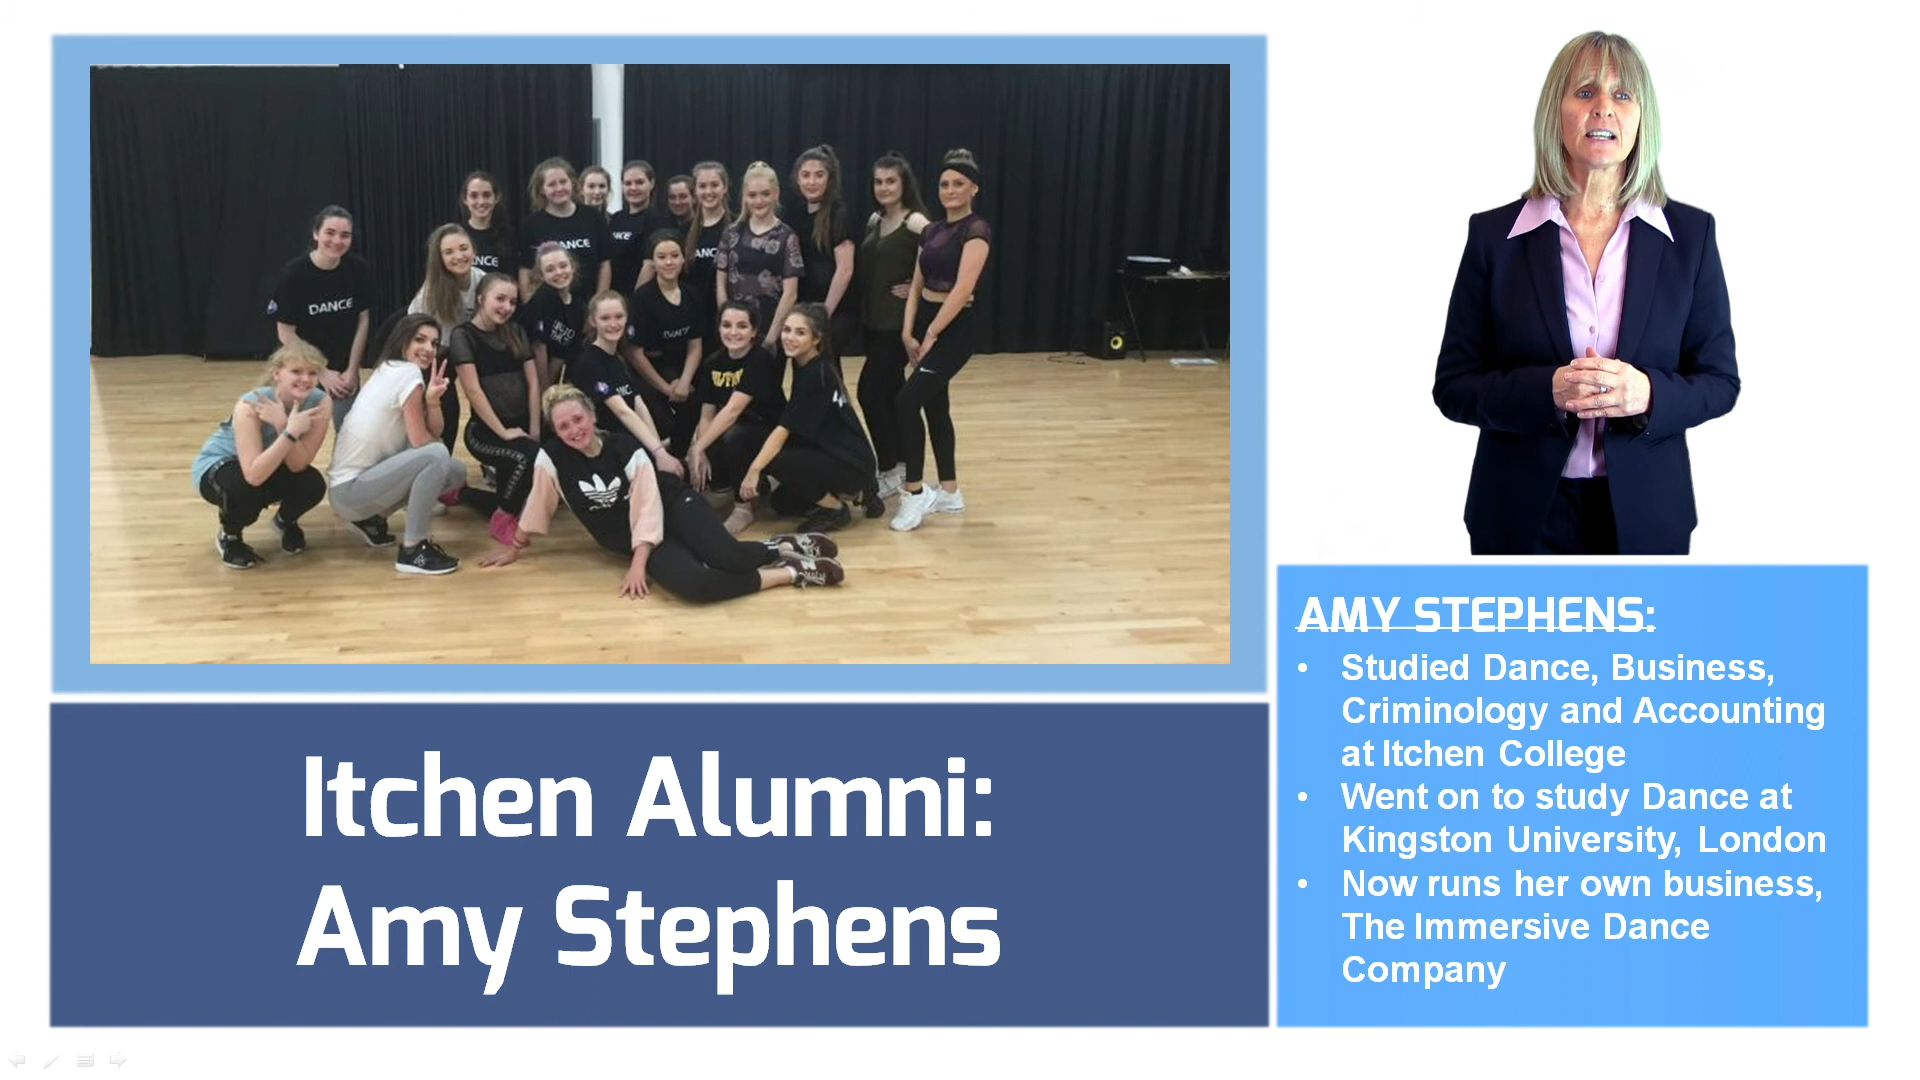 DANCE
DANCE
Itchen Alumni:
Amy Stephens
AMY STEPHENS:
• Studied Dance, Business,
Criminology and Accounting
at Itchen College
• Went on to study Dance at
Kingston University, London
• Now runs her own business,
The Immersive Dance
Company